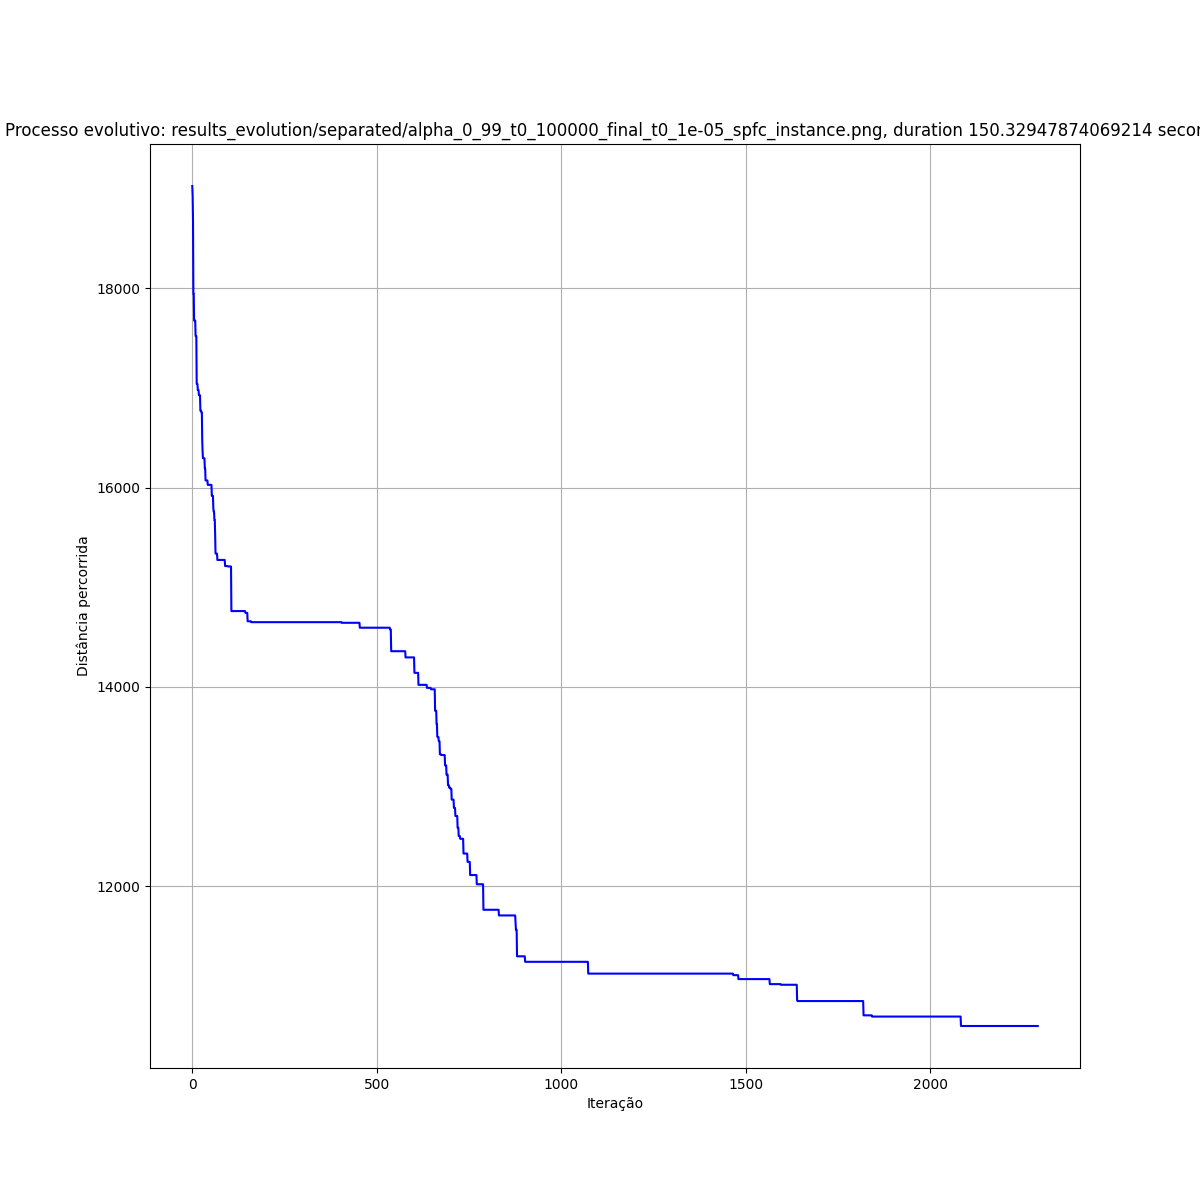 Processo evolutivo: results_evolution/separated/alpha_0_99_t0_100000_final_t0_1e-05_spfc_instance.png, duration 150.32947874069214
18000
16000
14000
12000
Distância percorrida
0 500 1000 1500 2000
Iteração